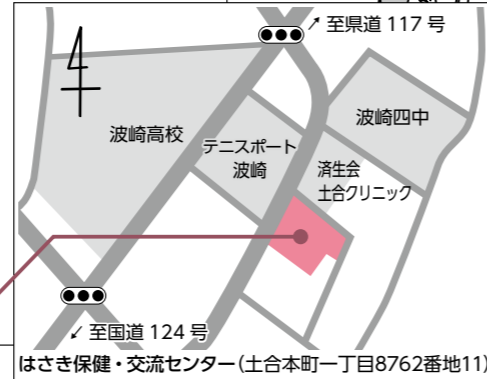 ↗ 至県道 117 号
波崎高校
テニスポート
波崎
波崎四中
済生会
土合クリニック
↙ 至国道 124 号
はさき保健・交流センター(土合本町一丁目8762番地11)